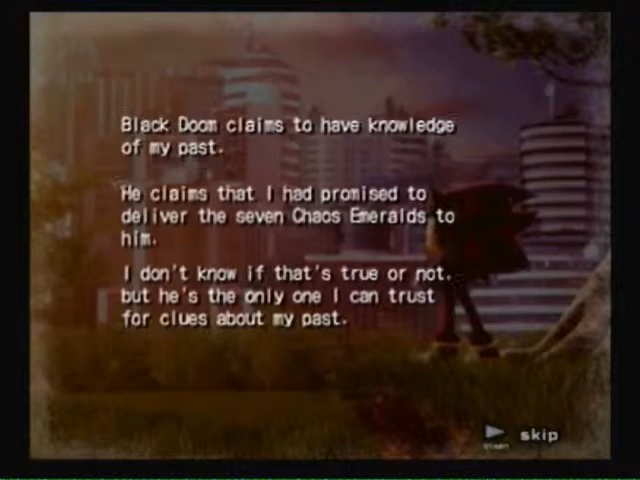 Black Doom claims to have knowledge
of my past.
He claims that I had promised to
deliver the seven Chaos Emeralds to
him.
I don't know if that's true or not,
but he's the only one I can trust
for clues about my past.
START
skip